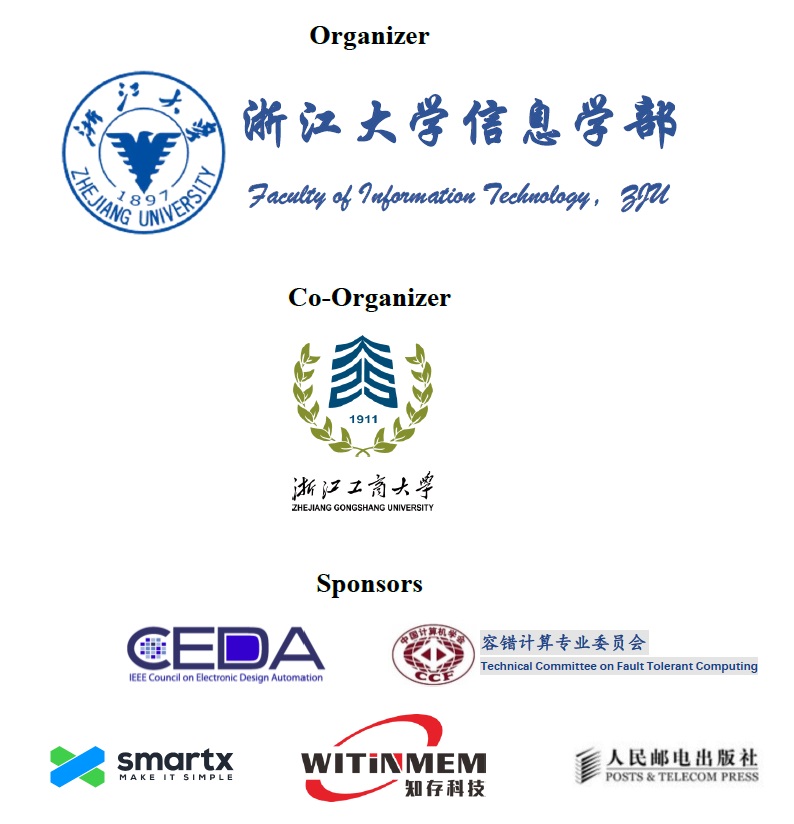 Organizer
浙江大学
1897
ZHEJIANG UNIVERSITY
浙江大学信息学部
Faculty of Information Technology, ZJU
Co-Organizer
1911
浙江工商大学
ZHEJIANG GONGSHANG UNIVERSITY
Sponsors
CEDA
IEEE Council on Electronic Design Automation
中国计算机学会
CCF
容错计算专业委员会
Technical Committee on Fault Tolerant Computing
smartx
MAKE IT SIMPLE
WITINMEM
知存科技
人民邮电出版社
POSTS & TELECOM PRESS